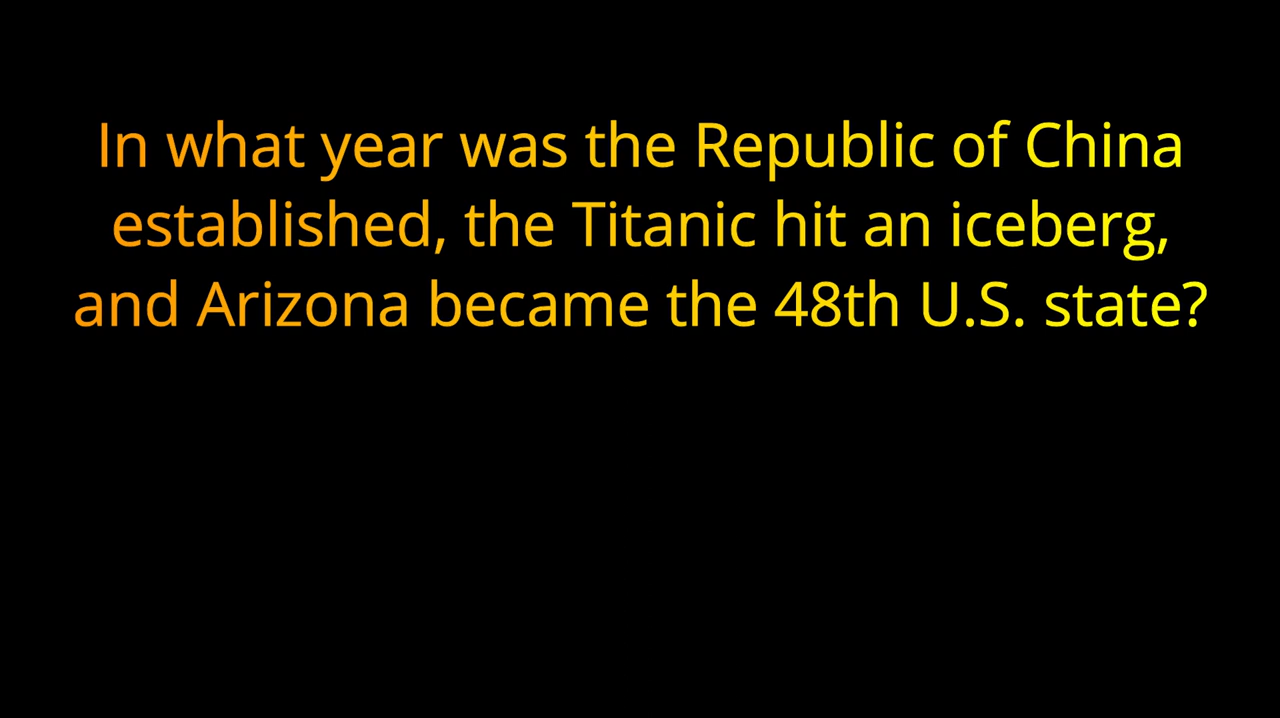 In what year was the Republic of China
established, the Titanic hit an iceberg,
and Arizona became the 48th U.S. state?